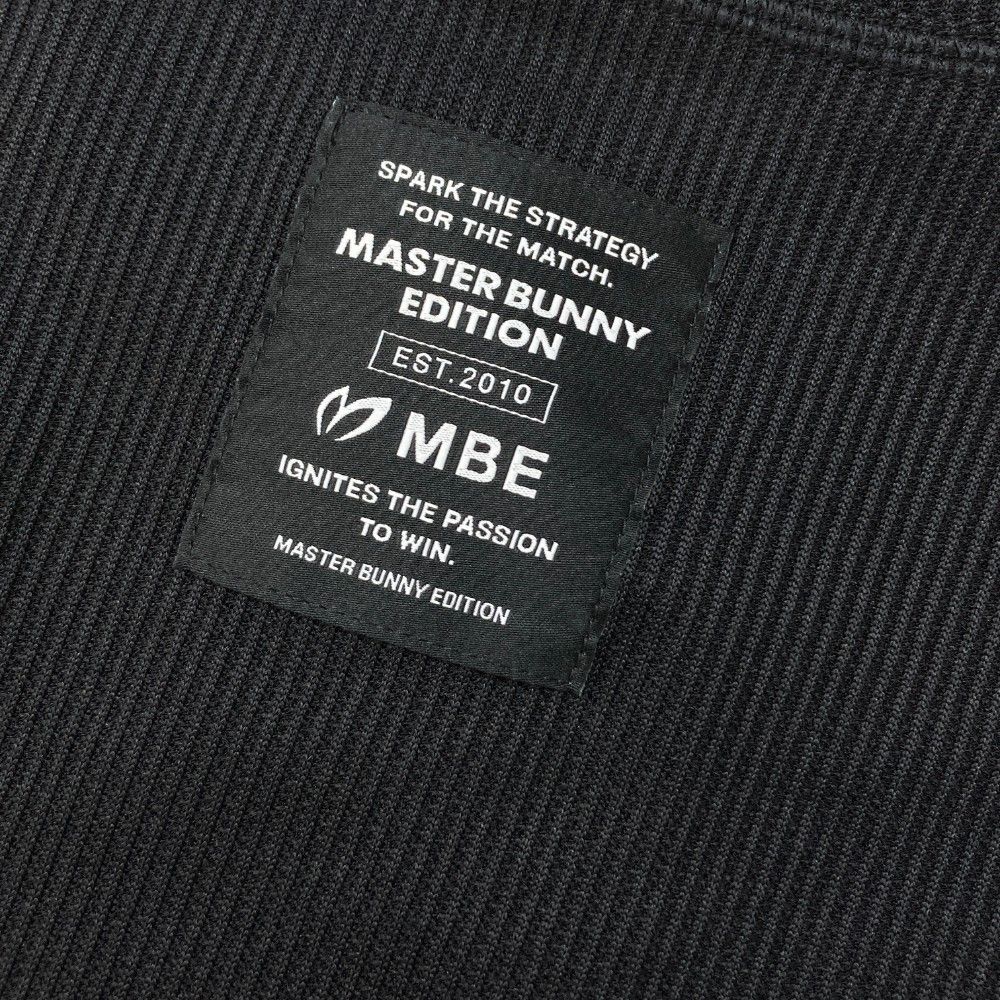 SPARK THE STRATEGY
FOR THE MATCH.
MASTER BUNNY
EDITION
EST.2010
MBE
IGNITES THE PASSION
TO WIN.
MASTER BUNNY EDITION